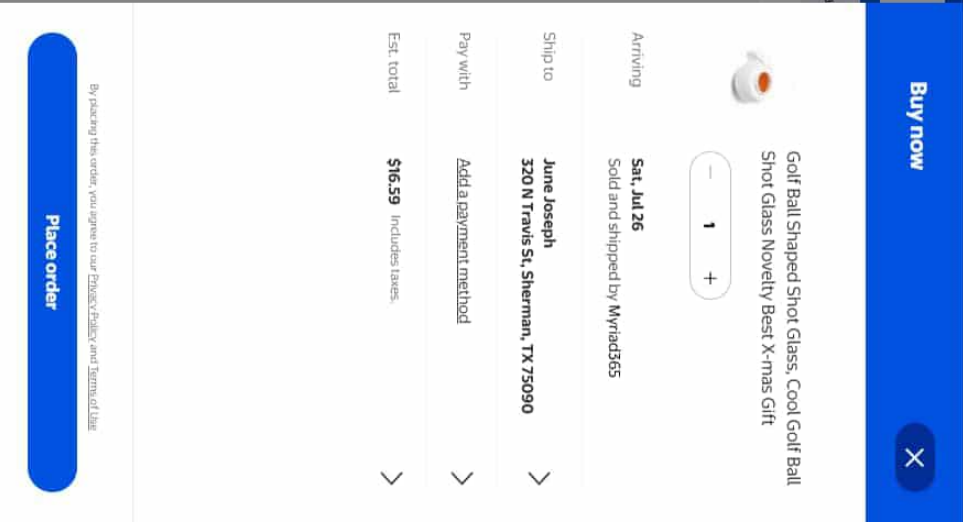 Buy now
Golf Ball Shaped Shot Glass, Cool Golf Ball
Shot Glass Novelty Best X-mas Gift
— 1 +
Arriving Sat, Jul 26
Sold and shipped by Myriad365
Ship to June Joseph
320 N Travis St, Sherman, TX 75090
Pay with Add a payment method
Est. total $16.59 Includes taxes.
By placing this order, you agree to our Privacy Policy and Terms of Use
Place order